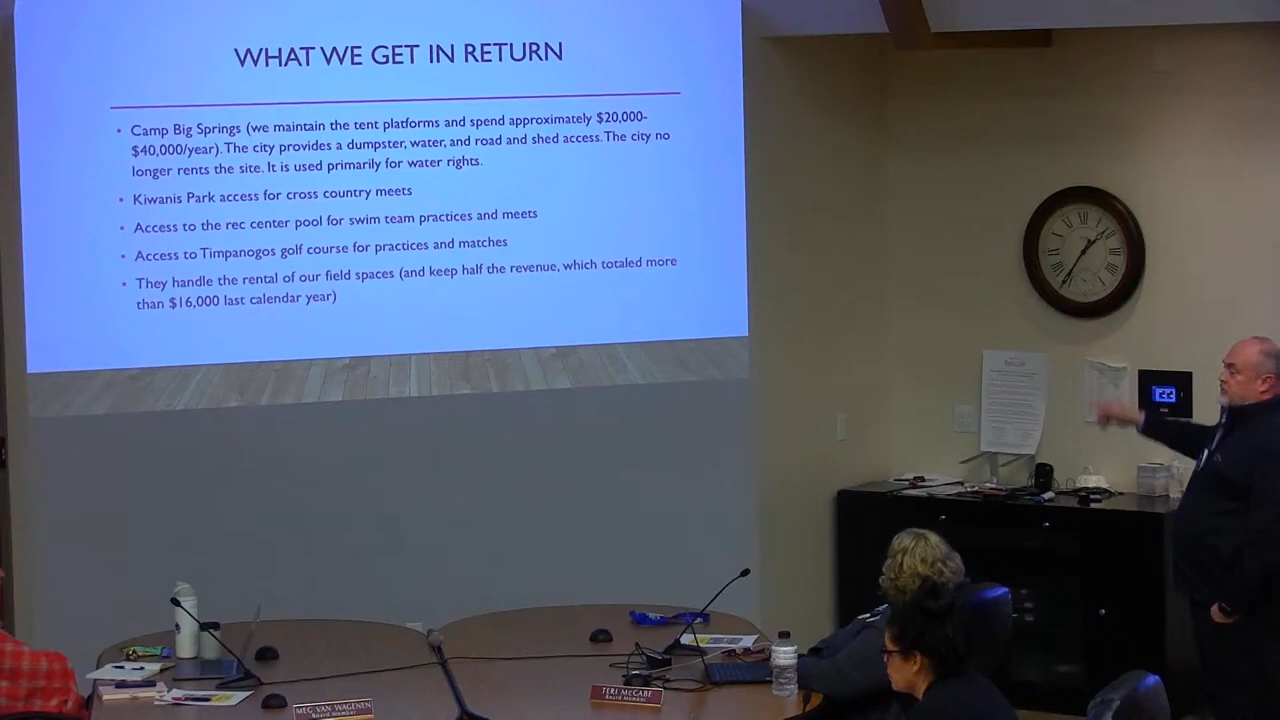 WHAT WE GET IN RETURN
• Camp Big Springs (we maintain the tent platforms and spend approximately $20,000-
$40,000/year). The city provides a dumpster, water, and road and shed access. The city no
longer rents the site. It is used primarily for water rights.
• Kiwanis Park access for cross country meets
• Access to the rec center pool for swim team practices and meets
• Access to Timpanogos golf course for practices and matches
• They handle the rental of our field spaces (and keep half the revenue, which totaled more
than $16,000 last calendar year)
MEG VAN WAGENEN
Board Member
TERI McCABE
Board Member